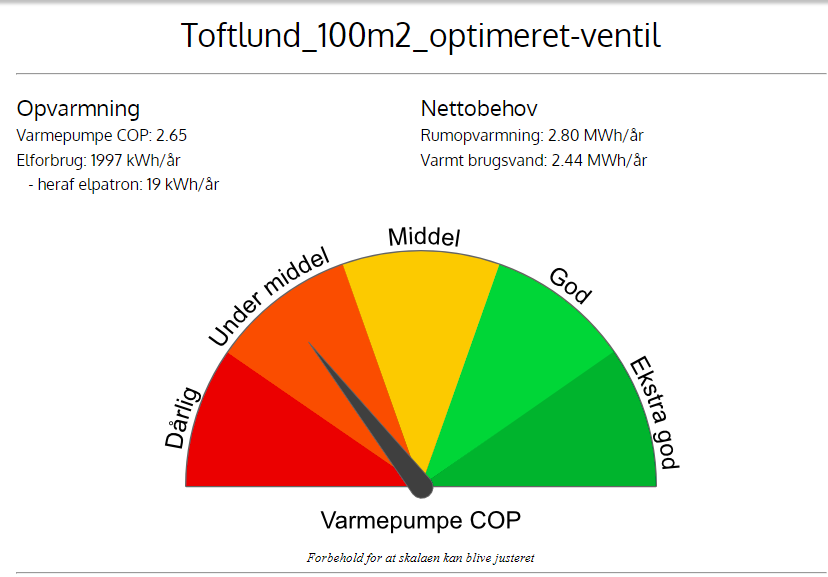 Toftlund_100m2_optimeret-ventil
Opvarmning
Varmepumpe COP: 2.65
Elforbrug: 1997 kWh/år
- heraf elpatron: 19 kWh/år
Nettobehov
Rumopvarmning: 2.80 MWh/år
Varmt brugsvand: 2.44 MWh/år
Dårlig
Under middel
Middel
God
Ekstra god
Varmepumpe COP
Forbehold for at skalaen kan blive justeret